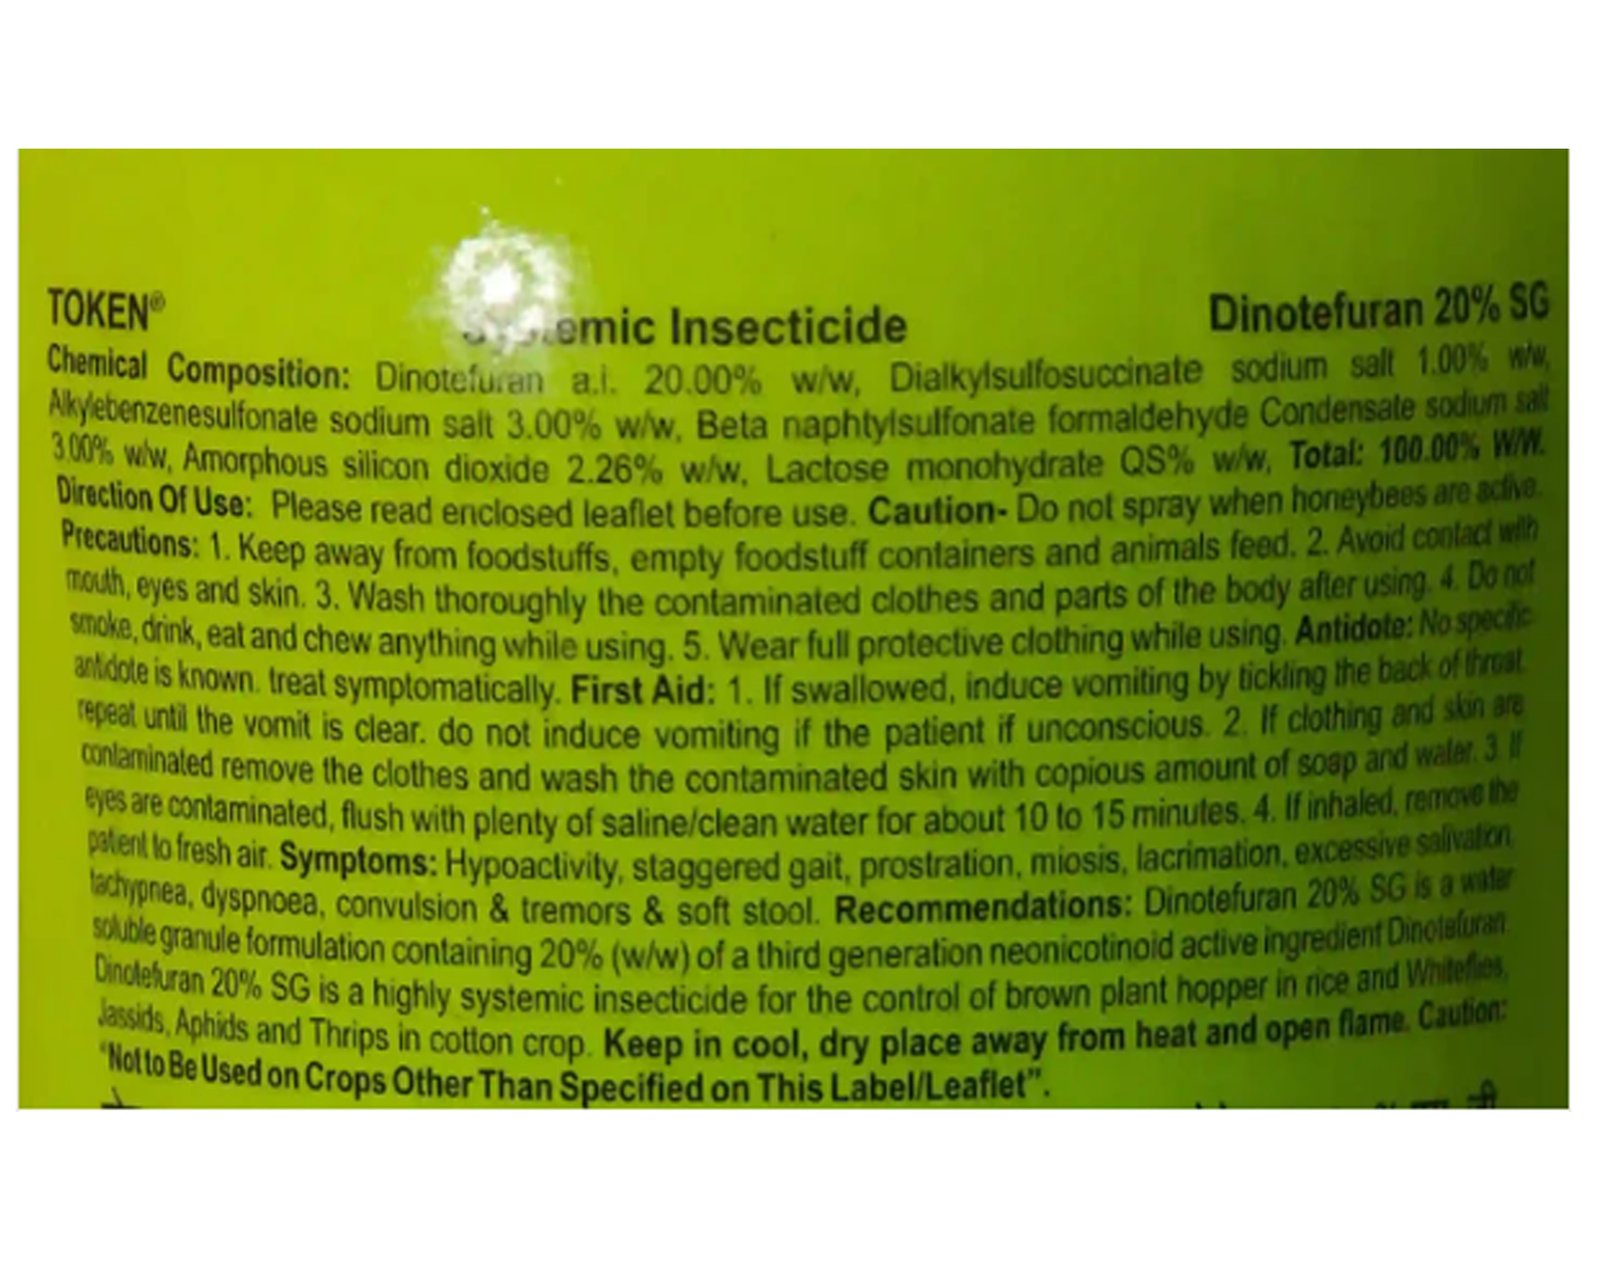 TOKEN® Systemic Insecticide Dinotefuran 20% SG
Chemical Composition: Dinotefuran a.i. 20.00% w/w, Dialkylsulfosuccinate sodium salt 1.00% w/w,
Alkylebenzenesulfonate sodium salt 3.00% w/w, Beta naphtylsulfonate formaldehyde Condensate sodium salt
3.00% w/w, Amorphous silicon dioxide 2.26% w/w, Lactose monohydrate QS% w/w, Total: 100.00% W/W.
Direction Of Use: Please read enclosed leaflet before use. Caution- Do not spray when honeybees are active.
Precautions: 1. Keep away from foodstuffs, empty foodstuff containers and animals feed. 2. Avoid contact with
mouth, eyes and skin. 3. Wash thoroughly the contaminated clothes and parts of the body after using. 4. Do not
smoke, drink, eat and chew anything while using. 5. Wear full protective clothing while using. Antidote: No specific
antidote is known. treat symptomatically. First Aid: 1. If swallowed, induce vomiting by tickling the back of throat
repeat until the vomit is clear. do not induce vomiting if the patient if unconscious. 2. If clothing and skin are
contaminated remove the clothes and wash the contaminated skin with copious amount of soap and water. 3. If
eyes are contaminated, flush with plenty of saline/clean water for about 10 to 15 minutes. 4. If inhaled, remove the
patient to fresh air. Symptoms: Hypoactivity, staggered gait, prostration, miosis, lacrimation, excessive salivation,
tachypnea, dyspnoea, convulsion & tremors & soft stool. Recommendations: Dinotefuran 20% SG is a water
soluble granule formulation containing 20% (w/w) of a third generation neonicotinoid active ingredient Dinotefuran.
Dinotefuran 20% SG is a highly systemic insecticide for the control of brown plant hopper in rice and Whiteflies,
Jassids, Aphids and Thrips in cotton crop. Keep in cool, dry place away from heat and open flame. Caution:
"Not to Be Used on Crops Other Than Specified on This Label/Leaflet".